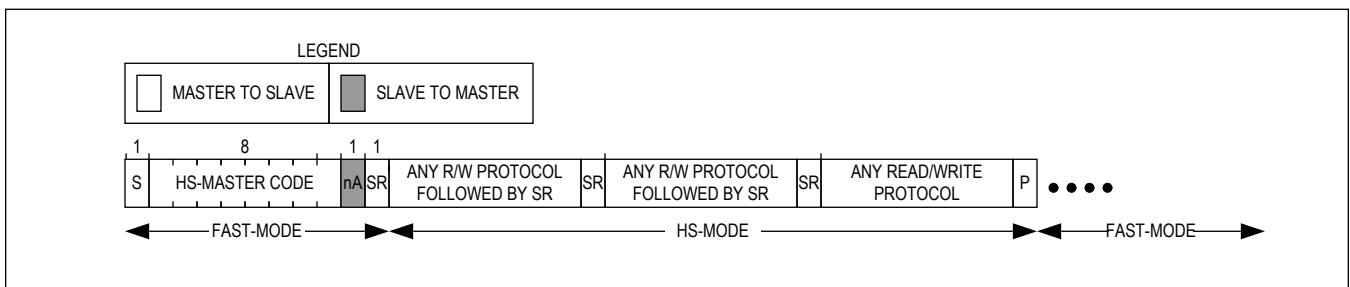 LEGEND
MASTER TO SLAVE SLAVE TO MASTER
1 8 1 1
S HS-MASTER CODE nA SR ANY R/W PROTOCOL FOLLOWED BY SR SR ANY R/W PROTOCOL FOLLOWED BY SR SR ANY READ/WRITE PROTOCOL P
FAST-MODE HS-MODE FAST-MODE